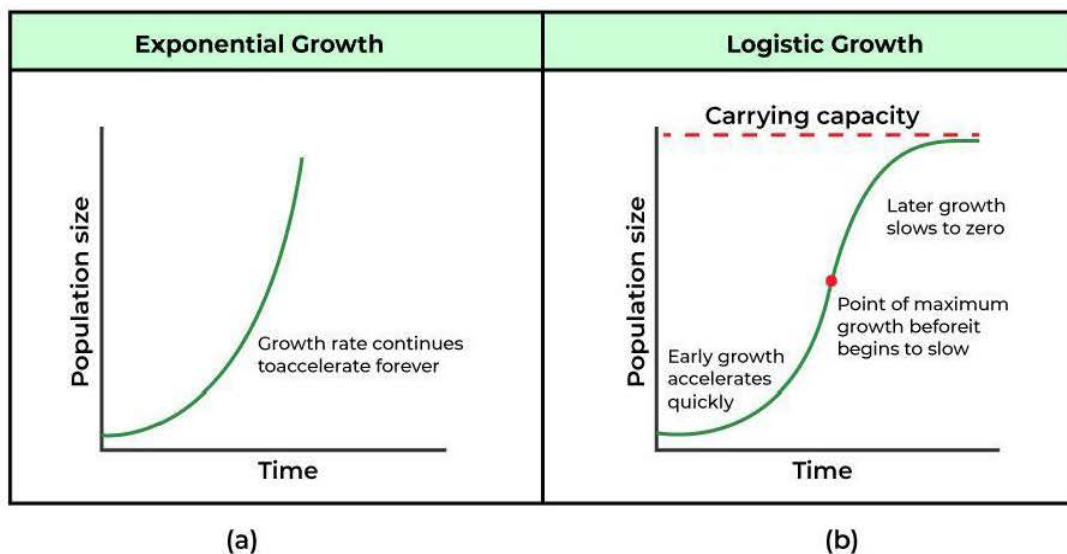 Exponential Growth
Logistic Growth
Population size
Growth rate continues
toaccelerate forever
Time
Carrying capacity
Population size
Later growth
slows to zero
Point of maximum
growth beforeit
begins to slow
Early growth
accelerates
quickly
Time
(a)
(b)